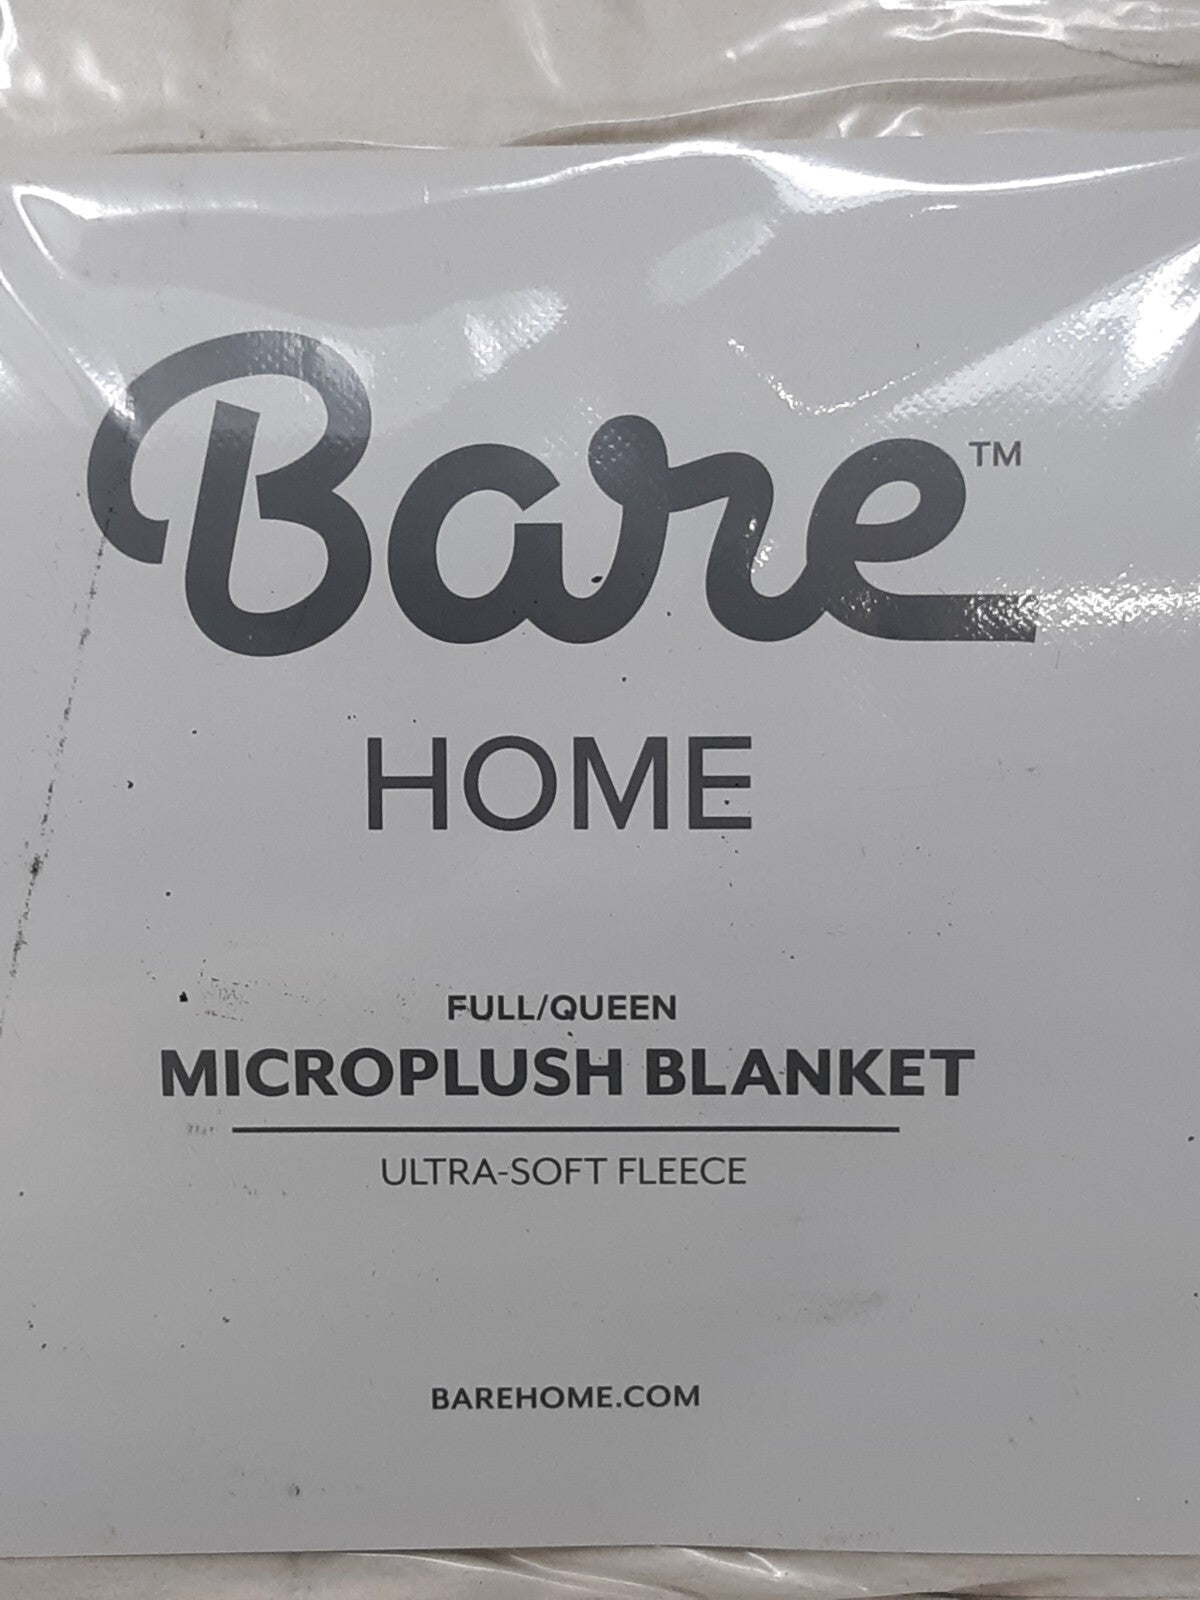 Bare™
HOME
FULL/QUEEN
MICROPLUSH BLANKET
ULTRA-SOFT FLEECE
BAREHOME.COM